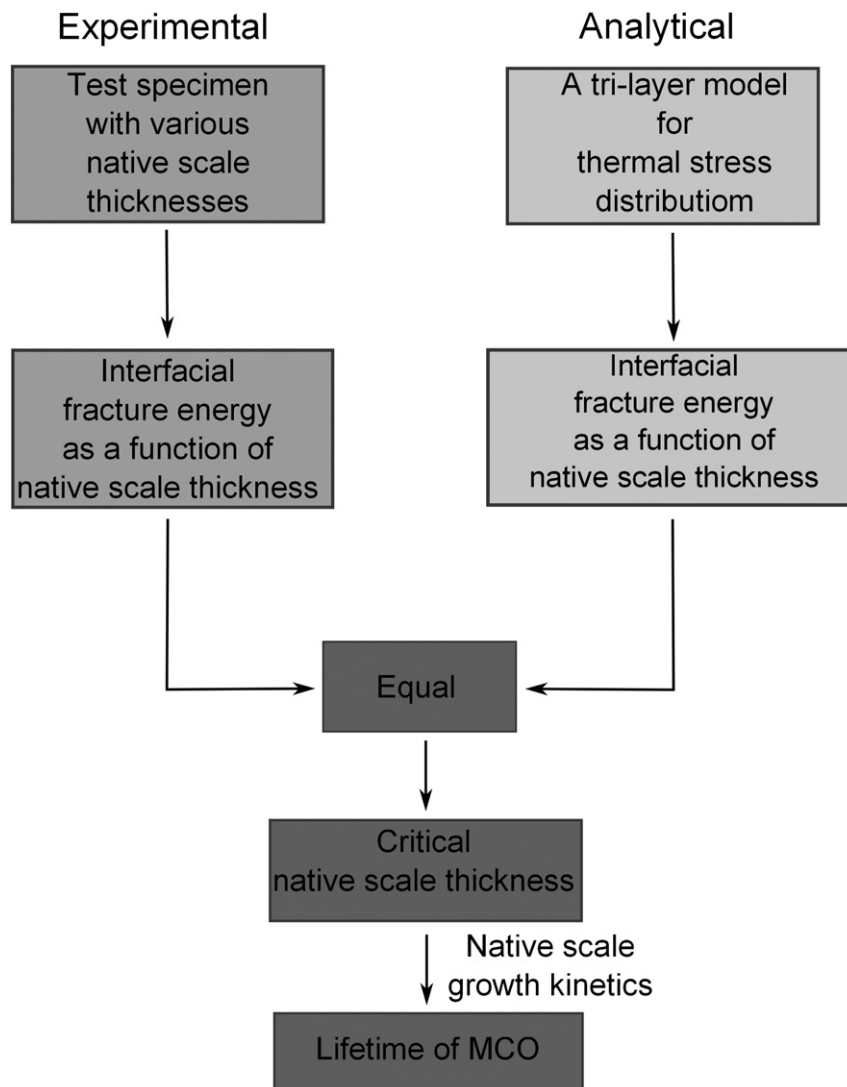 Experimental
Analytical
Test specimen
with various
native scale
thicknesses
A tri-layer model
for
thermal stress
distributiom
Interfacial
fracture energy
as a function of
native scale thickness
Interfacial
fracture energy
as a function of
native scale thickness
Equal
Critical
native scale thickness
Native scale
growth kinetics
Lifetime of MCO